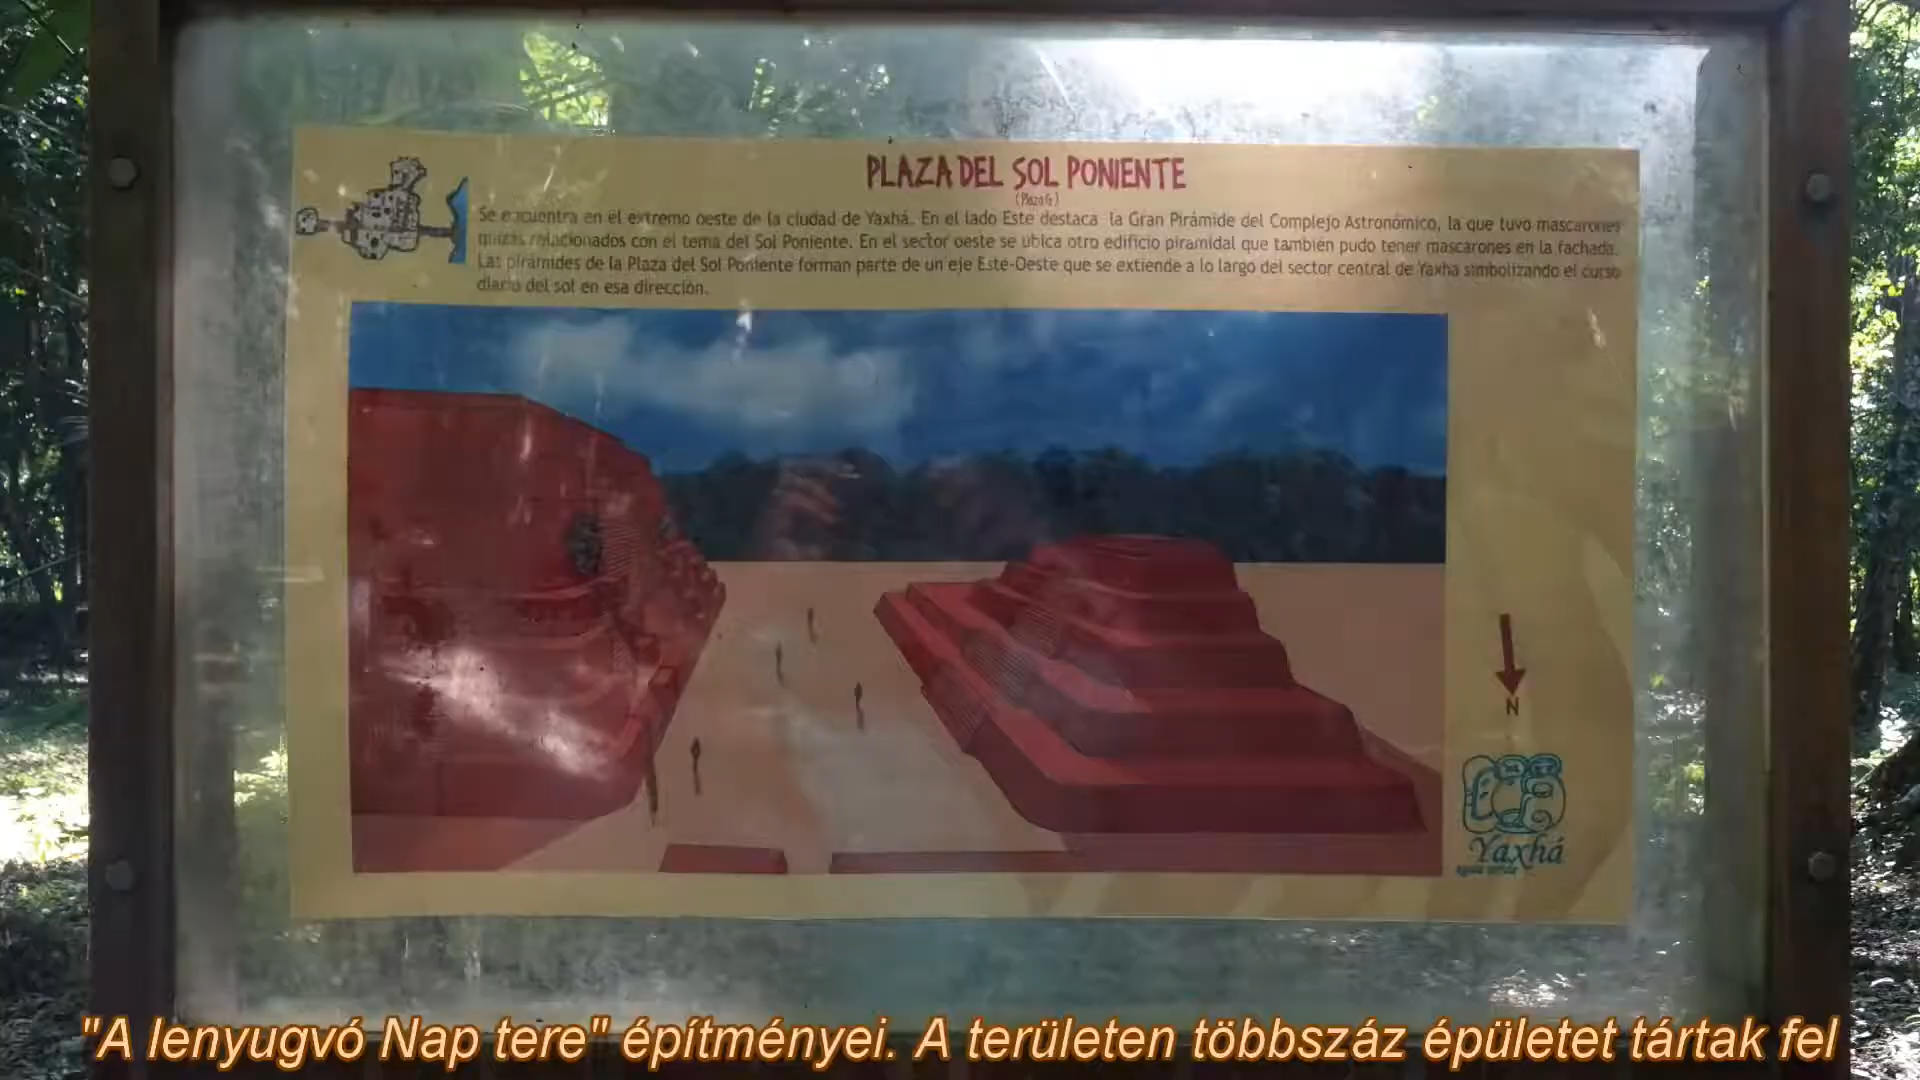 PLAZA DEL SOL PONIENTE
(Plaza G)
Se encuentra en el extremo oeste de la ciudad de Yaxhá. En el lado Este destaca la Gran Pirámide del Complejo Astronómico, la que tuvo mascarones
quizás relacionados con el tema del Sol Poniente. En el sector oeste se ubica otro edificio piramidal que también pudo tener mascarones en la fachada.
Las pirámides de la Plaza del Sol Poniente forman parte de un eje Este-Oeste que se extiende a lo largo del sector central de Yaxha simbolizando el curso
diario del sol en esa dirección.
N
Yaxhá
"A lenyugvó Nap tere" építményei. A területen többszáz épületet tártak fel